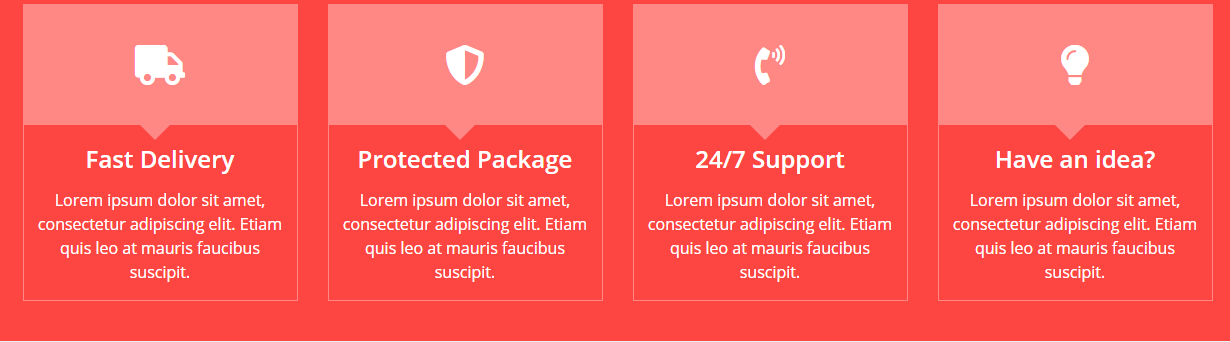 Fast Delivery
Lorem ipsum dolor sit amet,
consectetur adipiscing elit. Etiam
quis leo at mauris faucibus
suscipit.
Protected Package
Lorem ipsum dolor sit amet,
consectetur adipiscing elit. Etiam
quis leo at mauris faucibus
suscipit.
24/7 Support
Lorem ipsum dolor sit amet,
consectetur adipiscing elit. Etiam
quis leo at mauris faucibus
suscipit.
Have an idea?
Lorem ipsum dolor sit amet,
consectetur adipiscing elit. Etiam
quis leo at mauris faucibus
suscipit.